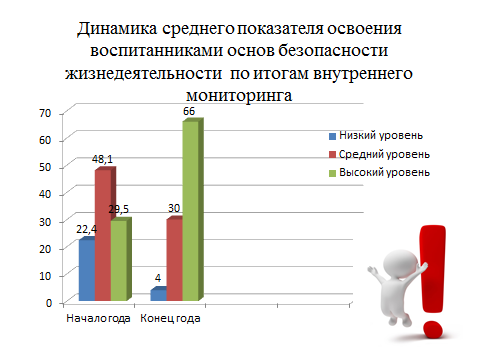 Динамика среднего показателя освоения
воспитанниками основ безопасности
жизнедеятельности по итогам внутреннего
мониторинга
70
60
50
40
30
20
10
0
22,4
48,1
29,5
4
30
66
Начало года
Конец года
Низкий уровень
Средний уровень
Высокий уровень